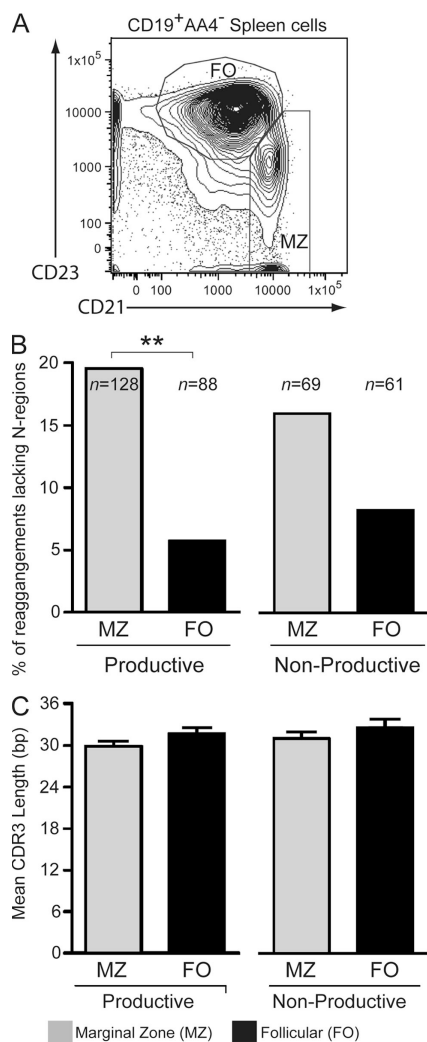 A
CD19+AA4- Spleen cells
FO
MZ
1x10^5
10000
1000
100
0
CD23
0 100 1000 10000 1x10^5
CD21
B
**
n=128 n=88 n=69 n=61
% of reaggangements lacking N-regions
20
15
10
5
0
MZ FO MZ FO
Productive Non-Productive
C
Mean CDR3 Length (bp)
36
30
24
18
12
6
0
MZ FO MZ FO
Productive Non-Productive
Marginal Zone (MZ) Follicular (FO)